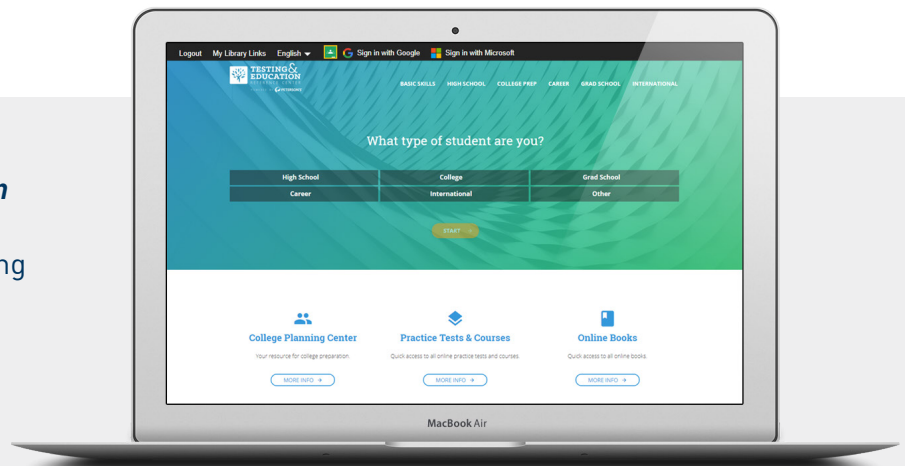 Logout My Library Links English Sign in with Google Sign in with Microsoft
TESTING &
EDUCATION
PETERSON'S
BASIC SKILLS HIGH SCHOOL COLLEGE PREP CAREER GRAD SCHOOL INTERNATIONAL
What type of student are you?
High School College Grad School
Career International Other
START
n
ng
College Planning Center Practice Tests & Courses Online Books
Your resource for college preparation. Quick access to all online practice tests and courses. Quick access to all online books.
MORE INFO → MORE INFO → MORE INFO →
MacBook Air